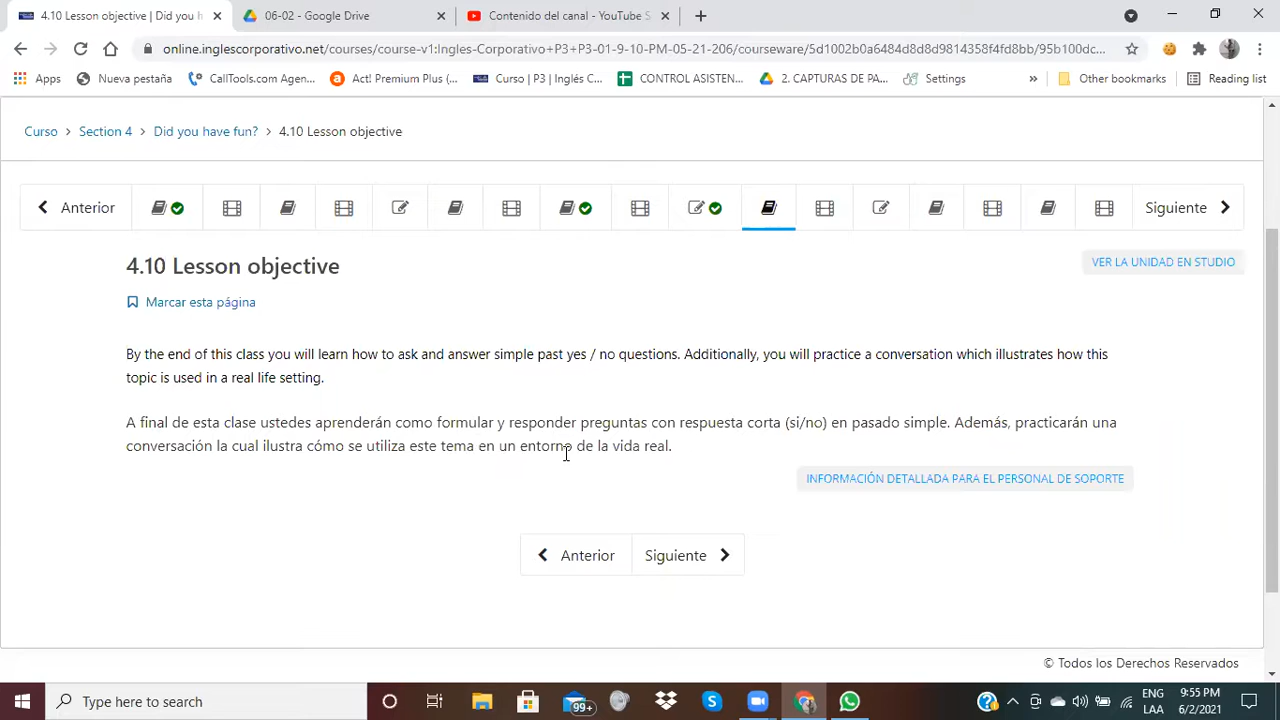 4.10 Lesson objective | Did you h
06-02 - Google Drive
Contenido del canal - YouTube S
online.inglescorporativo.net/courses/course-v1:Ingles-Corporativo+P3+P3-01-9-10-PM-05-21-206/courseware/5d1002b0a6484d8d8d9814358f4fd8bb/95b100dc...
Apps
Nueva pestaña
CallTools.com Agen...
Act! Premium Plus (...
Curso | P3 | Inglés C...
CONTROL ASISTEN...
2. CAPTURAS DE PA...
Settings
»
Other bookmarks
Reading list
Curso > Section 4 > Did you have fun? > 4.10 Lesson objective
Anterior
Siguiente
4.10 Lesson objective
VER LA UNIDAD EN STUDIO
Marcar esta página
By the end of this class you will learn how to ask and answer simple past yes / no questions. Additionally, you will practice a conversation which illustrates how this
topic is used in a real life setting.
A final de esta clase ustedes aprenderán como formular y responder preguntas con respuesta corta (si/no) en pasado simple. Además, practicarán una
conversación la cual ilustra cómo se utiliza este tema en un entorno de la vida real.
INFORMACIÓN DETALLADA PARA EL PERSONAL DE SOPORTE
Anterior
Siguiente
© Todos los Derechos Reservados
Type here to search
99+
ENG
LAA
9:55 PM
6/2/2021